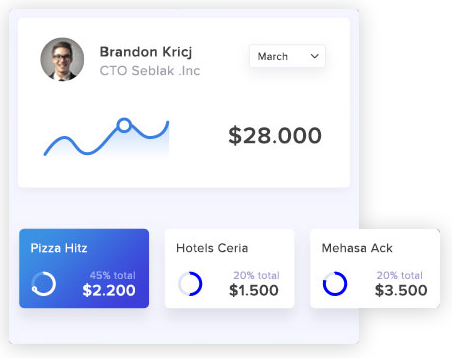 Brandon Kricj
CTO Seblak .Inc
March
$28.000
Pizza Hitz
45% total
$2.200
Hotels Ceria
20% total
$1.500
Mehasa Ack
20% total
$3.500